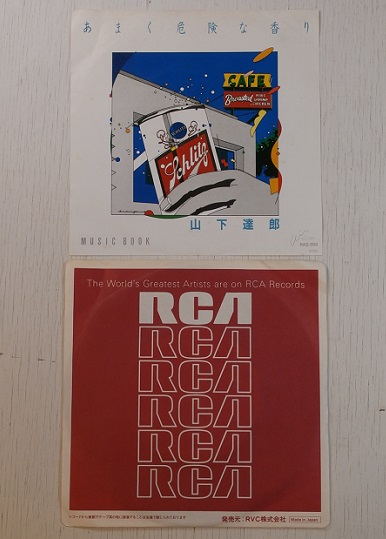 あまく危険な香り
CAFE
Broasted
Schlitz
山下達郎
MUSIC BOOK
The World's Greatest Artists are on RCA Records
RCA
RCA
RCA
RCA
RCA
RCA
発売元：RVC株式会社
Made in Japan